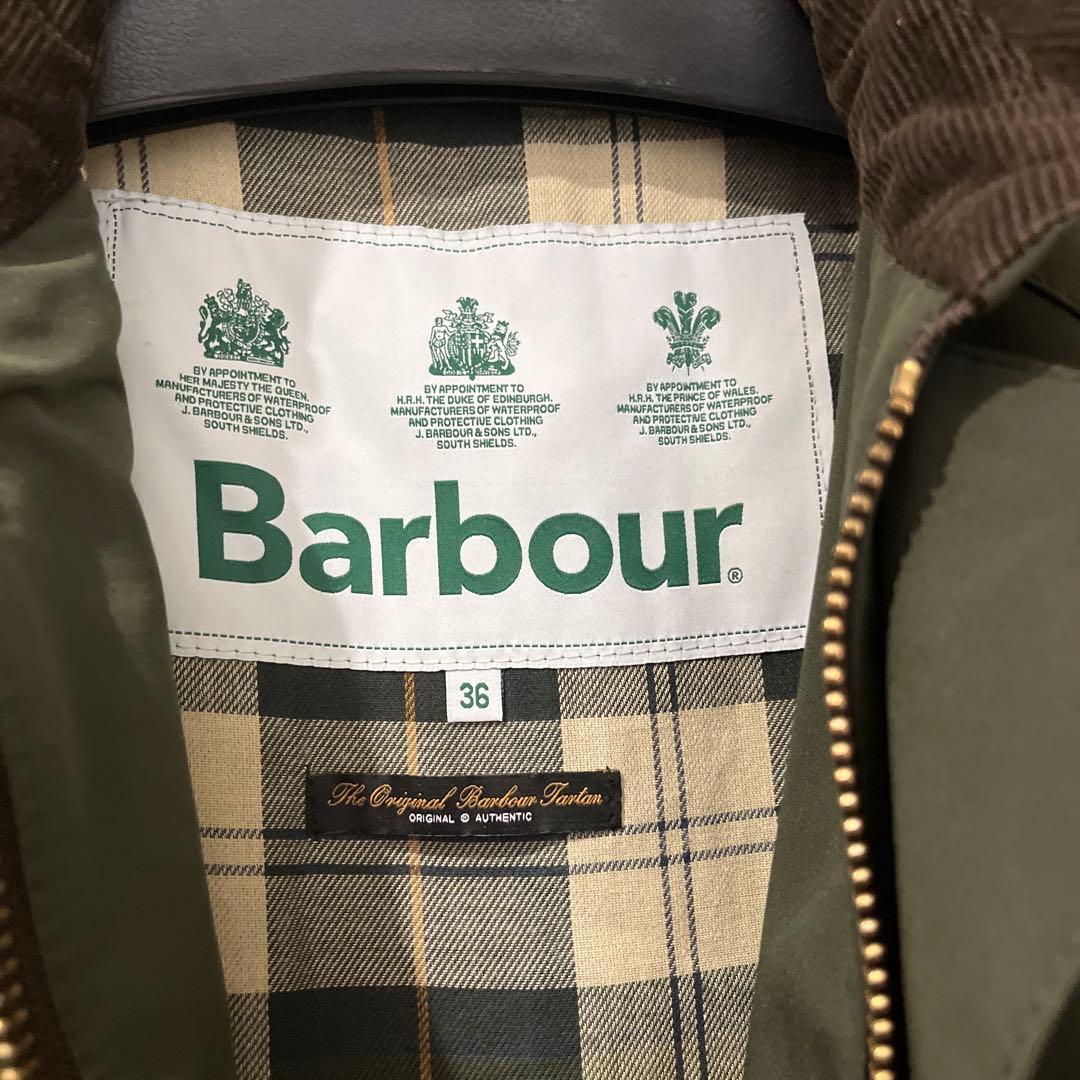 BY APPOINTMENT TO
HER MAJESTY THE QUEEN.
MANUFACTURERS OF WATERPROOF
AND PROTECTIVE CLOTHING
J. BARBOUR & SONS LTD.,
SOUTH SHIELDS.
BY APPOINTMENT TO
H.R.H. THE DUKE OF EDINBURGH.
MANUFACTURERS OF WATERPROOF
AND PROTECTIVE CLOTHING
J. BARBOUR & SONS LTD.,
SOUTH SHIELDS.
BY APPOINTMENT TO
H.R.H. THE PRINCE OF WALES.
MANUFACTURERS OF WATERPROOF
AND PROTECTIVE CLOTHING
J. BARBOUR & SONS LTD.,
SOUTH SHIELDS.
Barbour®
36
The Original Barbour Tartan
ORIGINAL ® AUTHENTIC